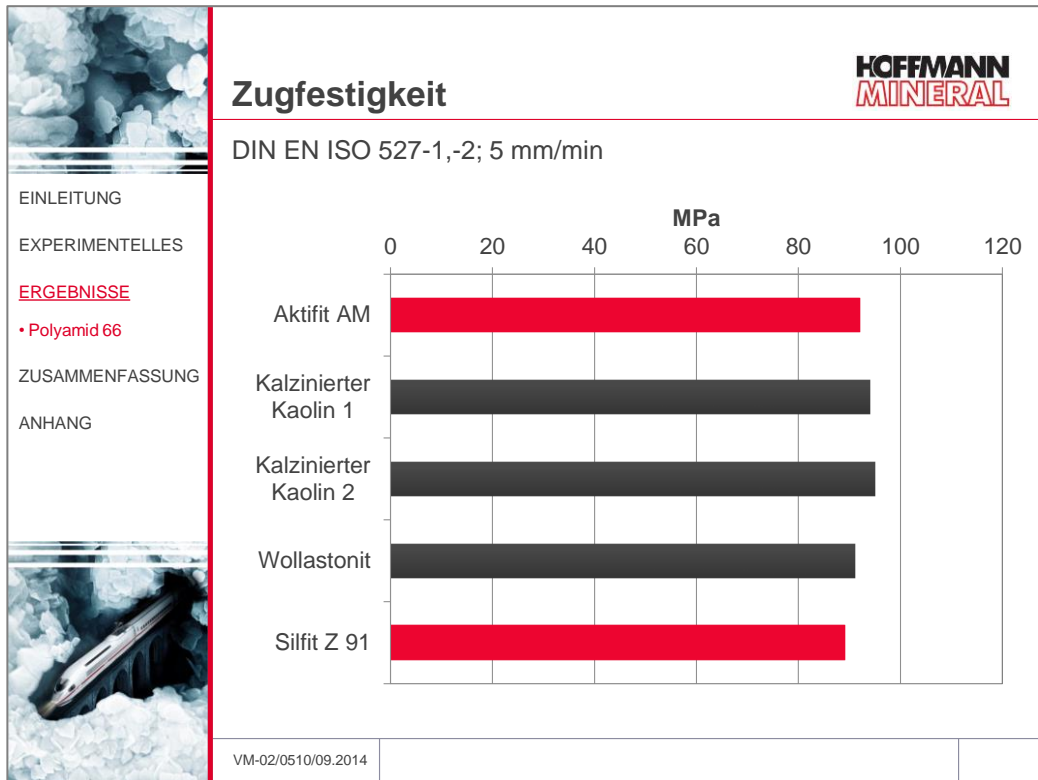 Zugfestigkeit
HOFFMANN
MINERAL
DIN EN ISO 527-1,-2; 5 mm/min
EINLEITUNG
EXPERIMENTELLES
ERGEBNISSE
• Polyamid 66
ZUSAMMENFASSUNG
ANHANG
MPa
0 20 40 60 80 100 120
Aktifit AM
Kalzinierter
Kaolin 1
Kalzinierter
Kaolin 2
Wollastonit
Silfit Z 91
VM-02/0510/09.2014